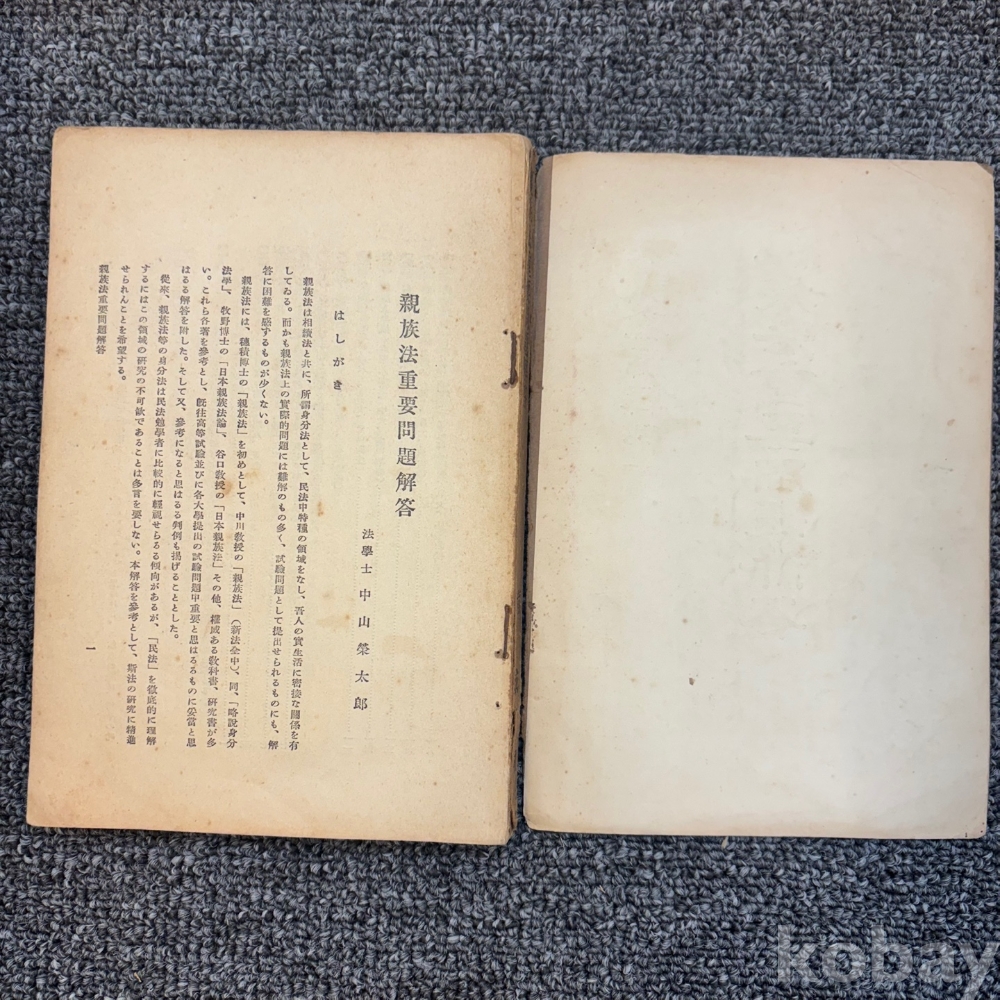 親族法重要問題解答
法學士 中山榮太郎
はしがき
親族法は相續法と共に、所謂身分法として、民法中特種の領域をなし、吾人の實生活に密接な關係を有
してゐる。而かも親族法上の實際的問題には難解のもの多く、試驗問題として提出せられるものにも、解
答に困難を感ずるものが少くない。
親族法には、穗積博士の「親族法」を初めとして、中川敎授の「親族法」(新法全中)、同、「略說身分
法學」、牧野博士の「日本親族法論」、谷口敎授の「日本親族法」その他、權威ある敎科書、研究書が多
い。これら各著を參考とし、旣往高等試驗並びに各大學提出の試驗問題中重要と思はるるものに妥當と思
はるる解答を附した。そして又、參考になると思はるる判例も揭げることとした。
從來、親族法等の身分法は民法勉學者に比較的に輕視せらるる傾向があるが、「民法」を徹底的に理解
するにはこの領域の硏究の不可缺であることは多言を要しない。本解答を參考として、斯法の硏究に精進
せられんことを希望する。
親族法重要問題解答
一
kobay